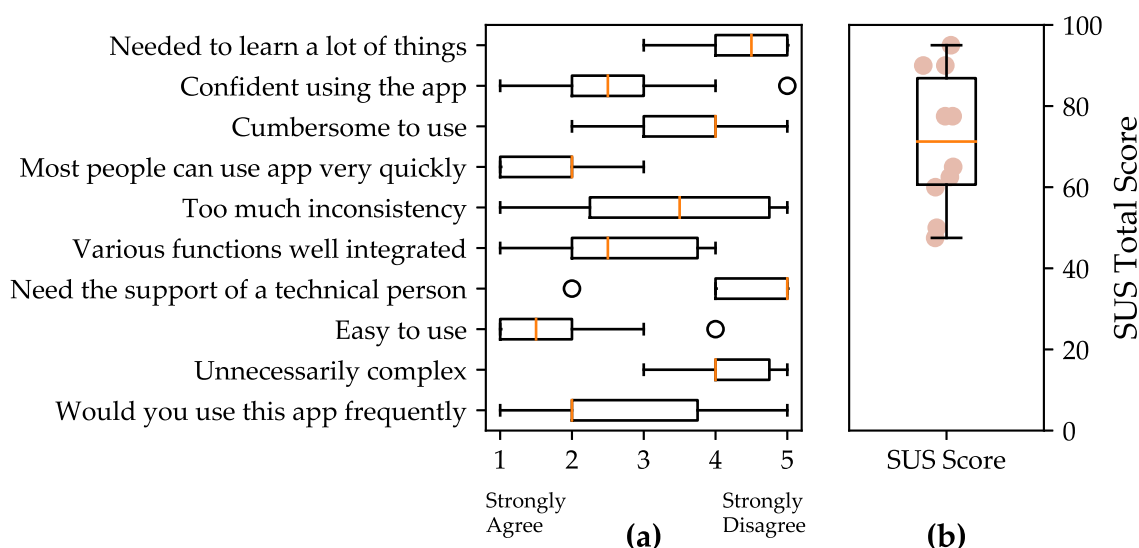 Needed to learn a lot of things
Confident using the app
Cumbersome to use
Most people can use app very quickly
Too much inconsistency
Various functions well integrated
Need the support of a technical person
Easy to use
Unnecessarily complex
Would you use this app frequently
1 2 3 4 5
Strongly Agree
Strongly Disagree
(a)
100
80
60
40
20
0
SUS Total Score
SUS Score
(b)